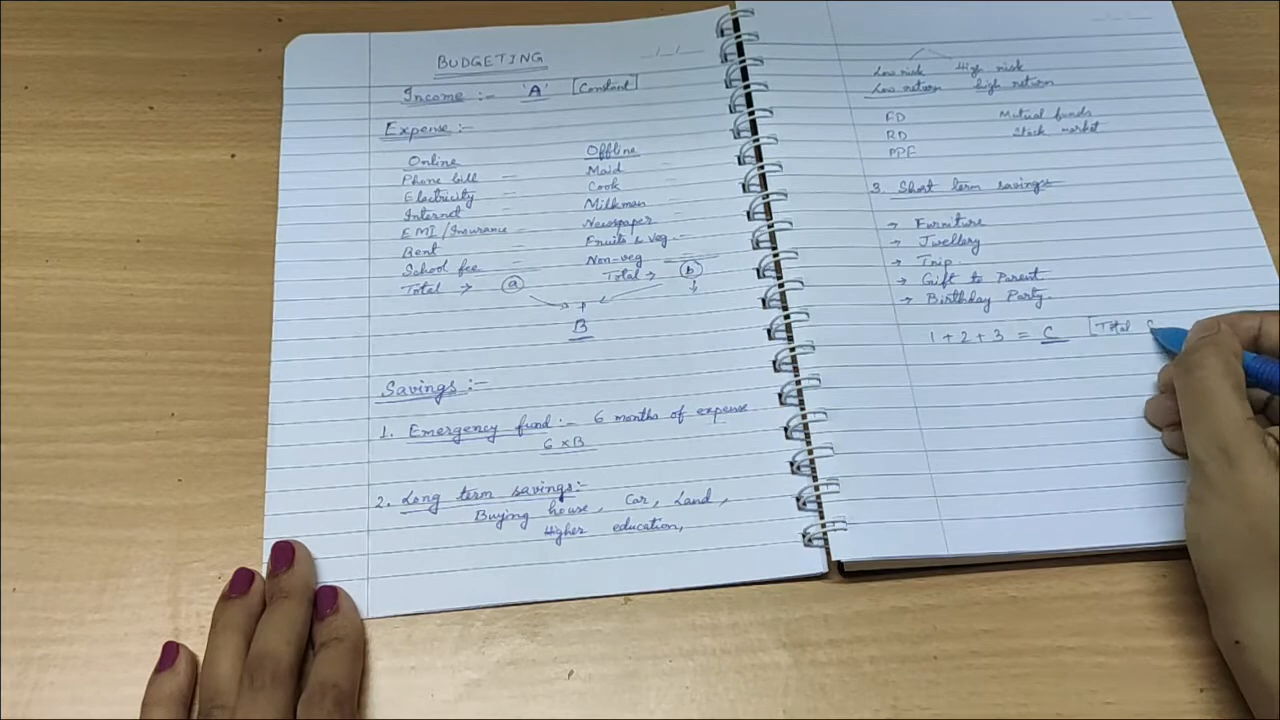 BUDGETING
Income :- 'A' [Constant]
Expense :-
Online Offline
Phone bill - Maid -
Electricity - Cook -
Internet - Milkman -
EMI/Insurance - Newspaper -
Rent - Fruits & veg. -
School fee - Non-veg
Total → a Total → b
+
B
Savings :-
1. Emergency fund :- 6 months of expense
6 × B
2. Long term savings :-
Buying house, Car, Land,
Higher education,
Low risk High risk
Low return high return
FD Mutual funds
RD Stock market
PPF
3. Short term savings
→ Furniture
→ Jwellery
→ Trip
→ Gift to Parent
→ Birthday Party.
1 + 2 + 3 = C [Total